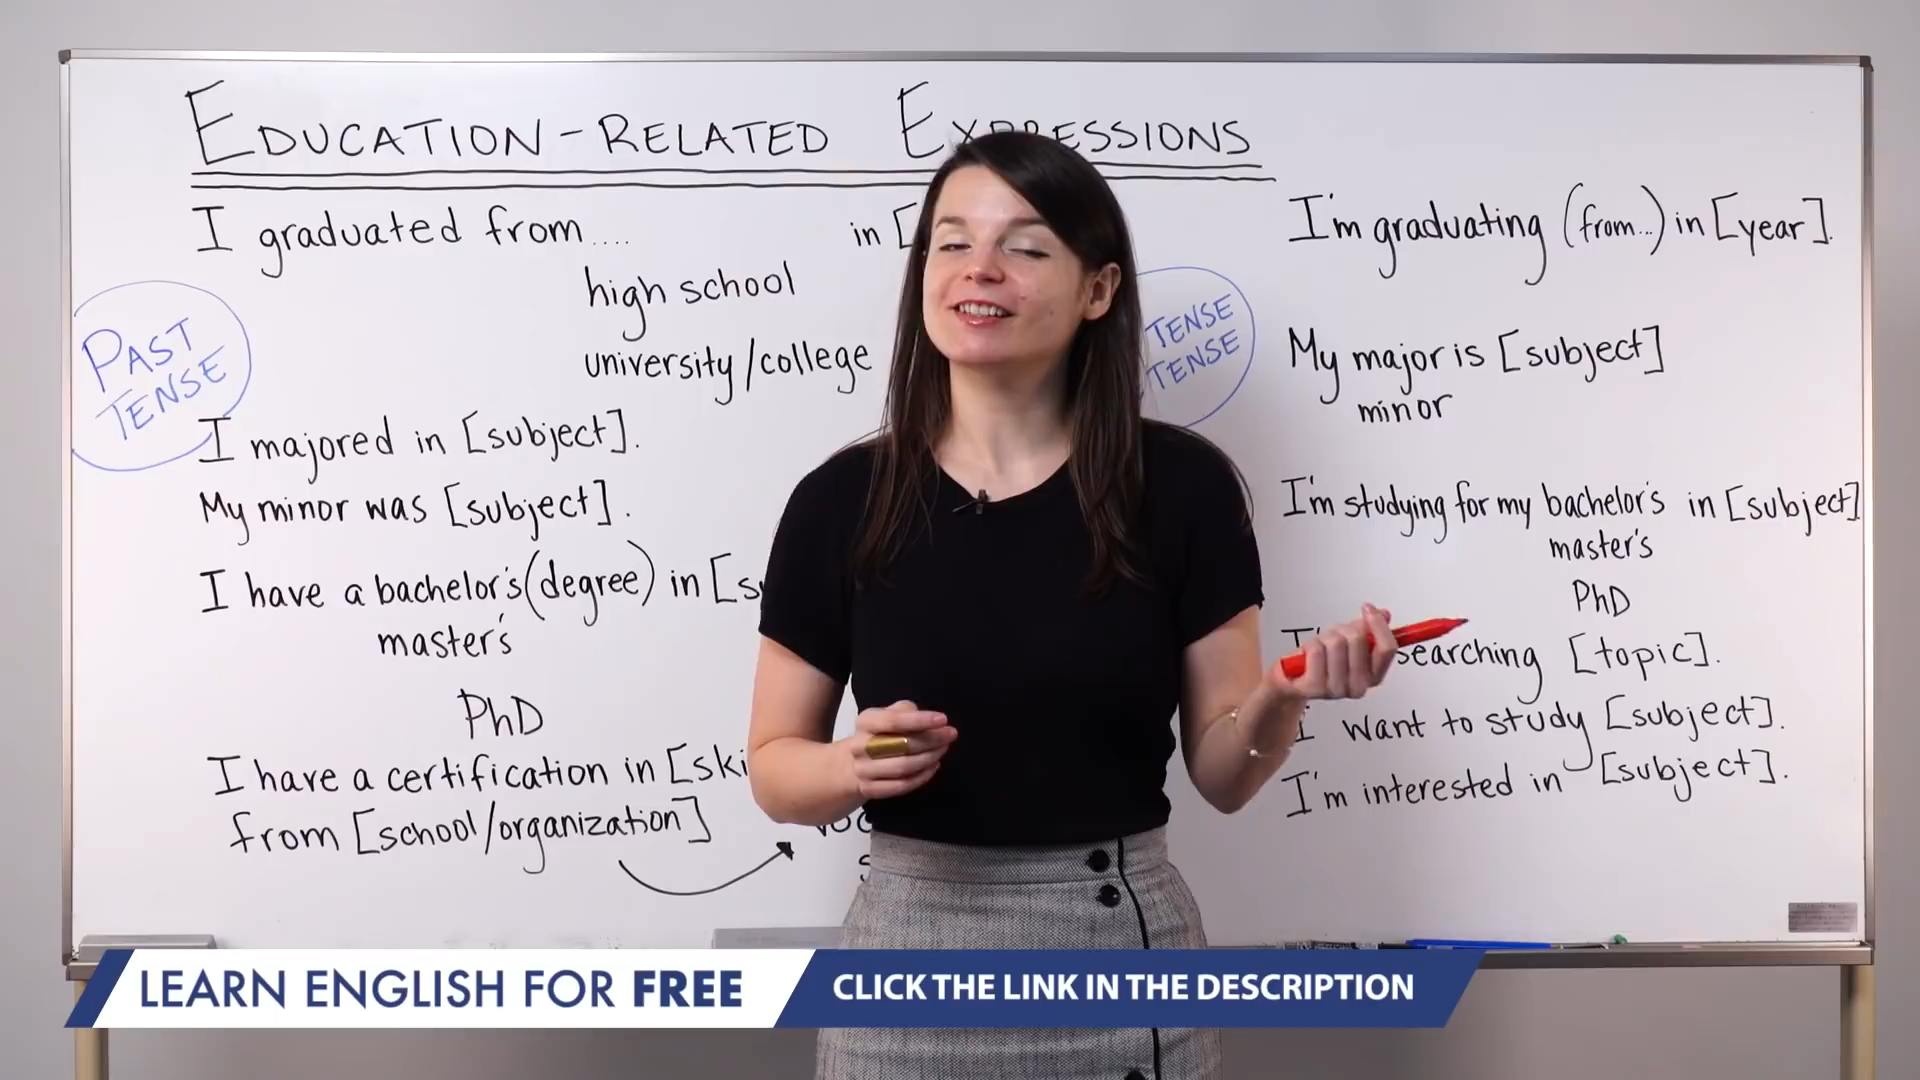 EDUCATION-RELATED EXPRESSIONS
I graduated from.... in [
high school
university/college
PAST
TENSE
I majored in [subject].
My minor was [subject].
I have a bachelor's (degree) in [su
master's
PhD
I have a certification in [ski
from [school/organization]
TENSE
TENSE
I'm graduating (from...) in [year].
My major is [subject]
minor
I'm studying for my bachelor's in [subject]
master's
PhD
searching [topic].
I want to study [subject].
I'm interested in [subject].
LEARN ENGLISH FOR FREE
CLICK THE LINK IN THE DESCRIPTION